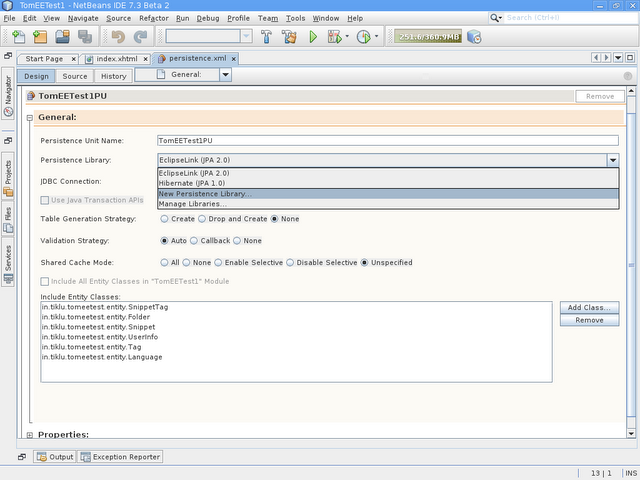 TomEETest1 - NetBeans IDE 7.3 Beta 2
File Edit View Navigate Source Refactor Run Debug Profile Team Tools Window Help
Search (Ctrl+I)
251.6/360.9MB
Start Page index.xhtml persistence.xml
Design Source History General:
Navigator
Projects
Files
Services
TomEETest1PU
Remove
General:
Persistence Unit Name: TomEETest1PU
Persistence Library: EclipseLink (JPA 2.0)
EclipseLink (JPA 2.0)
Hibernate (JPA 1.0)
JDBC Connection:
New Persistence Library...
Manage Libraries...
Use Java Transaction APIs
Table Generation Strategy: Create Drop and Create None
Validation Strategy: Auto Callback None
Shared Cache Mode: All None Enable Selective Disable Selective Unspecified
Include All Entity Classes in "TomEETest1" Module
Include Entity Classes:
in.tiklu.tomeetest.entity.SnippetTag
in.tiklu.tomeetest.entity.Folder
in.tiklu.tomeetest.entity.Snippet
in.tiklu.tomeetest.entity.UserInfo
in.tiklu.tomeetest.entity.Tag
in.tiklu.tomeetest.entity.Language
Add Class...
Remove
Properties:
Output Exception Reporter
13 | 1 INS